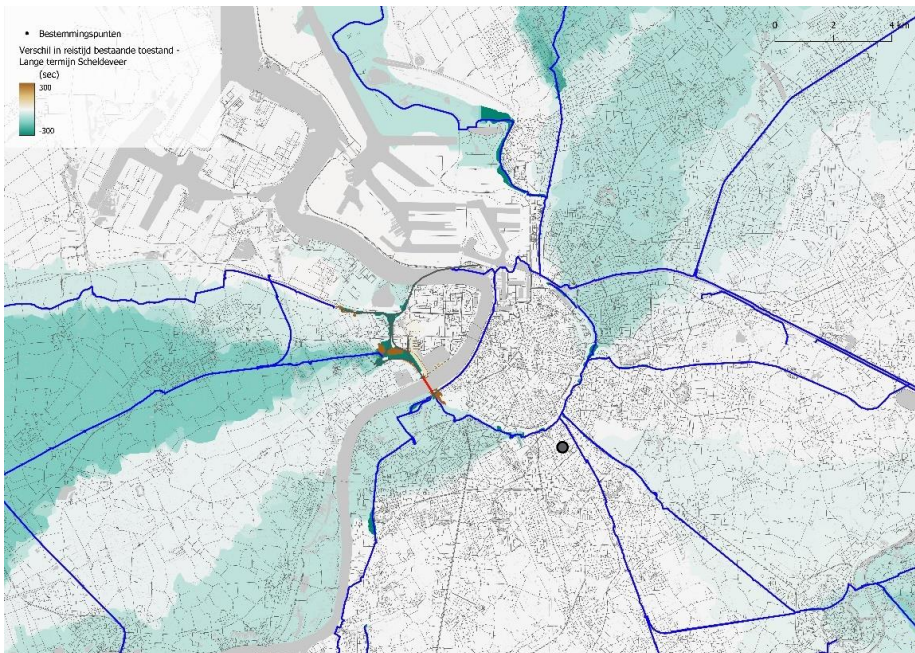 Bestemmingspunten
Verschil in reistijd bestaande toestand -
Lange termijn Scheldeveer
(sec)
300
-300
0 2 4 km